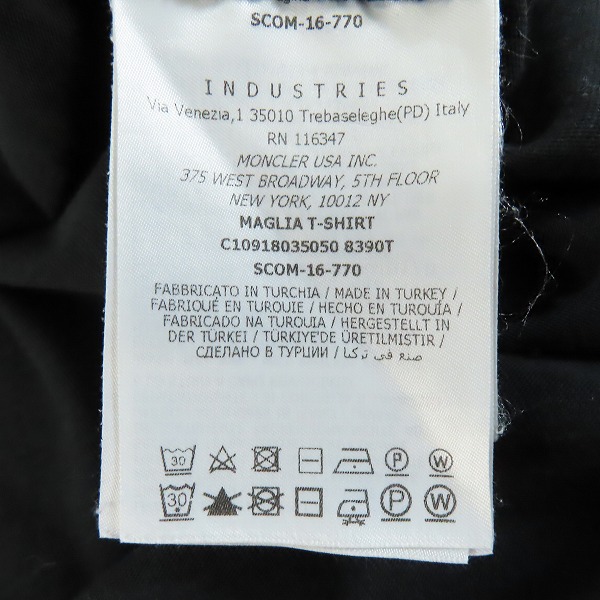 SCOM-16-770
INDUSTRIES
Via Venezia,1 35010 Trebaseleghe(PD) Italy
RN 116347
MONCLER USA INC.
375 WEST BROADWAY, 5TH FLOOR
NEW YORK, 10012 NY
MAGLIA T-SHIRT
C10918035050 8390T
SCOM-16-770
FABBRICATO IN TURCHIA / MADE IN TURKEY /
FABRIQUÉ EN TURQUIE / HECHO EN TURQUÍA /
FABRICADO NA TURQUIA / HERGESTELLT IN
DER TÜRKEI / TÜRKIYE'DE ÜRETILMISTIR /
СДЕЛАНО В ТУРЦИИ / صنع في تركيا
30 P W
30 P W